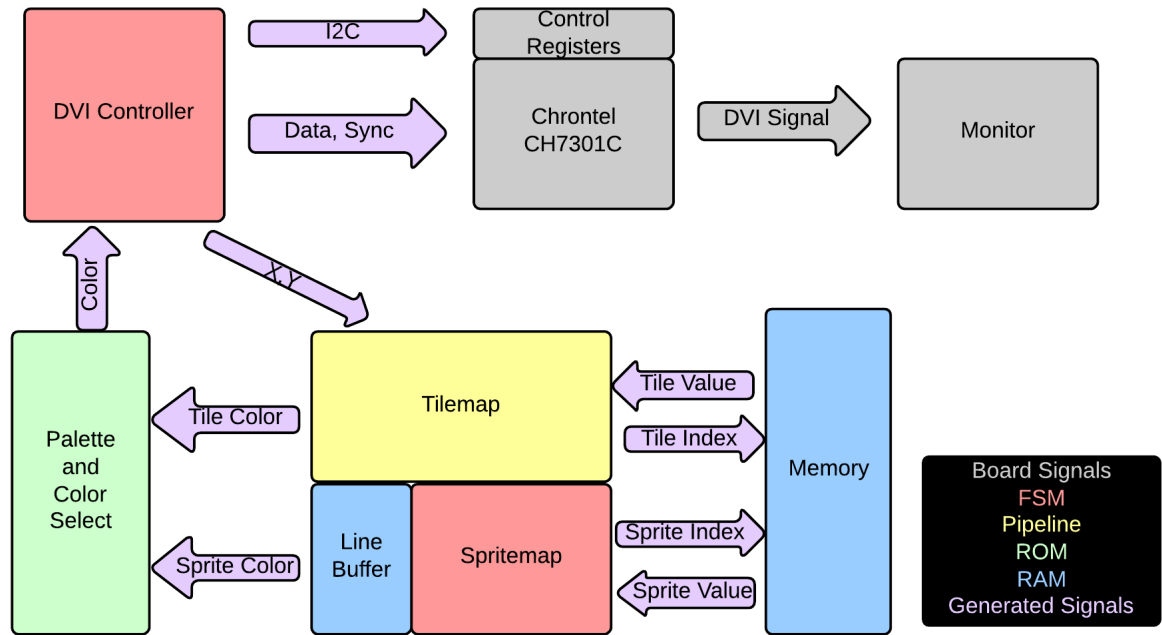 DVI Controller
I2C
Control
Registers
Data, Sync
Chrontel
CH7301C
DVI Signal
Monitor
Color
X,Y
Palette
and
Color
Select
Tile Color
Sprite Color
Tilemap
Line
Buffer
Spritemap
Tile Value
Tile Index
Sprite Index
Sprite Value
Memory
Board Signals
FSM
Pipeline
ROM
RAM
Generated Signals